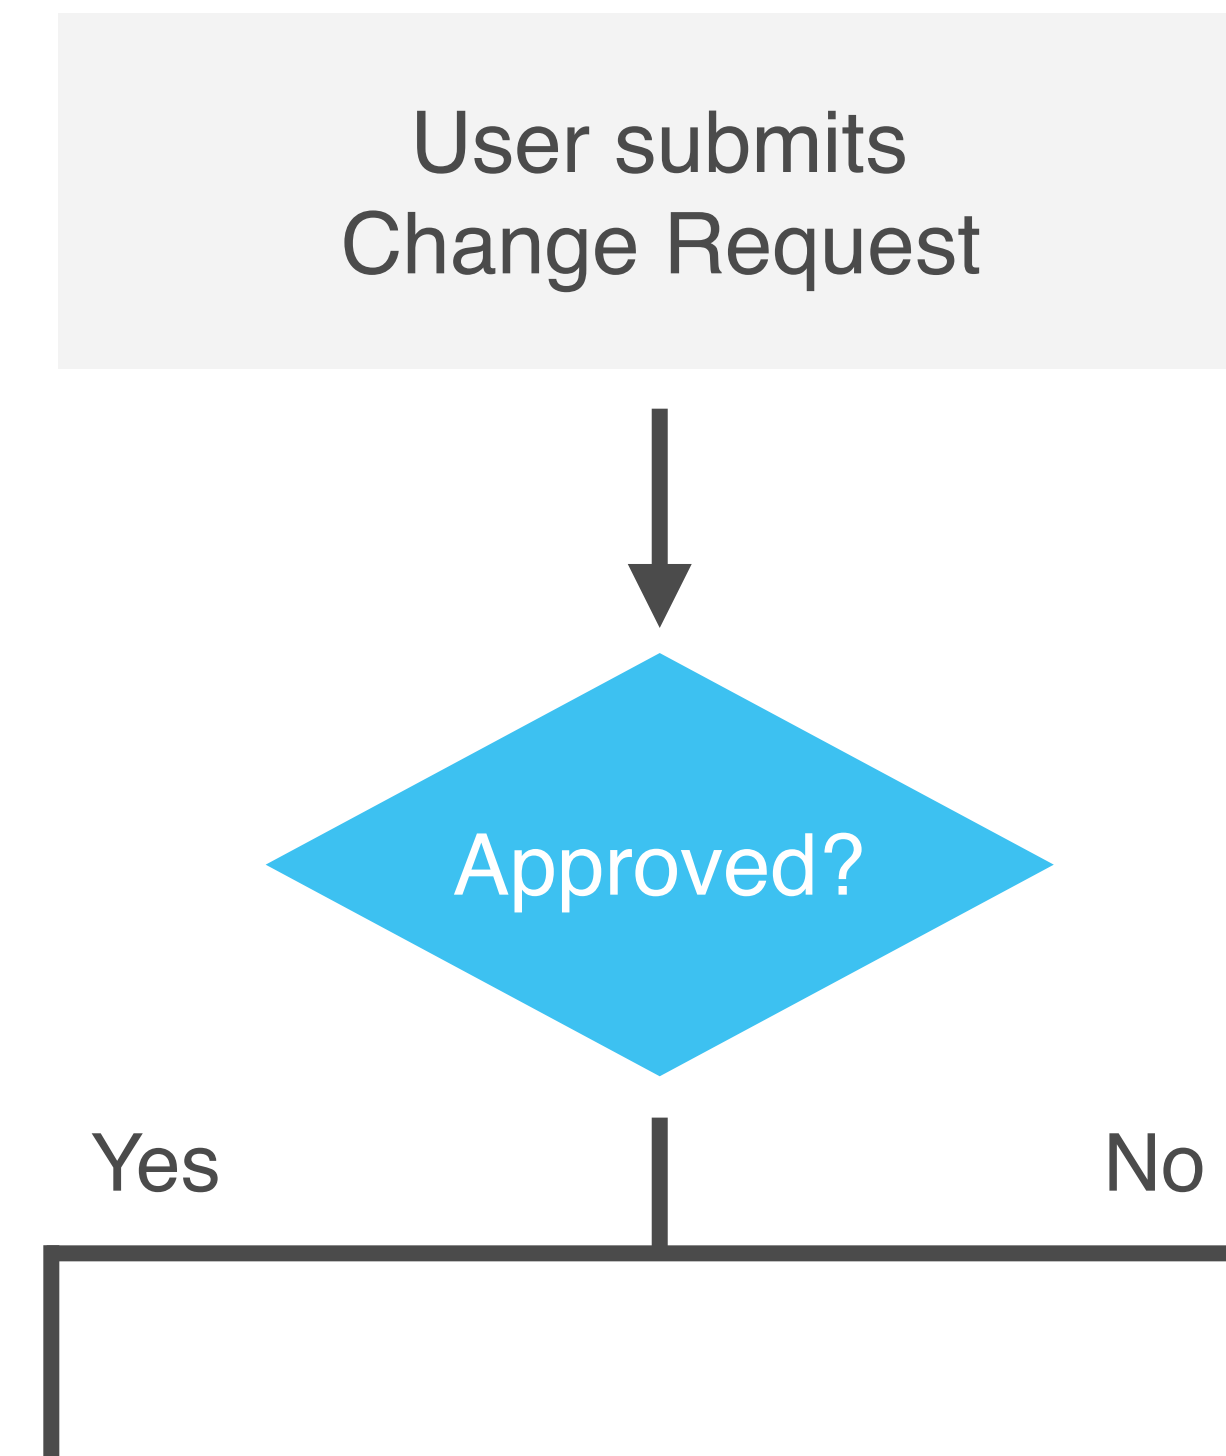 User submits
Change Request
Approved?
Yes
No